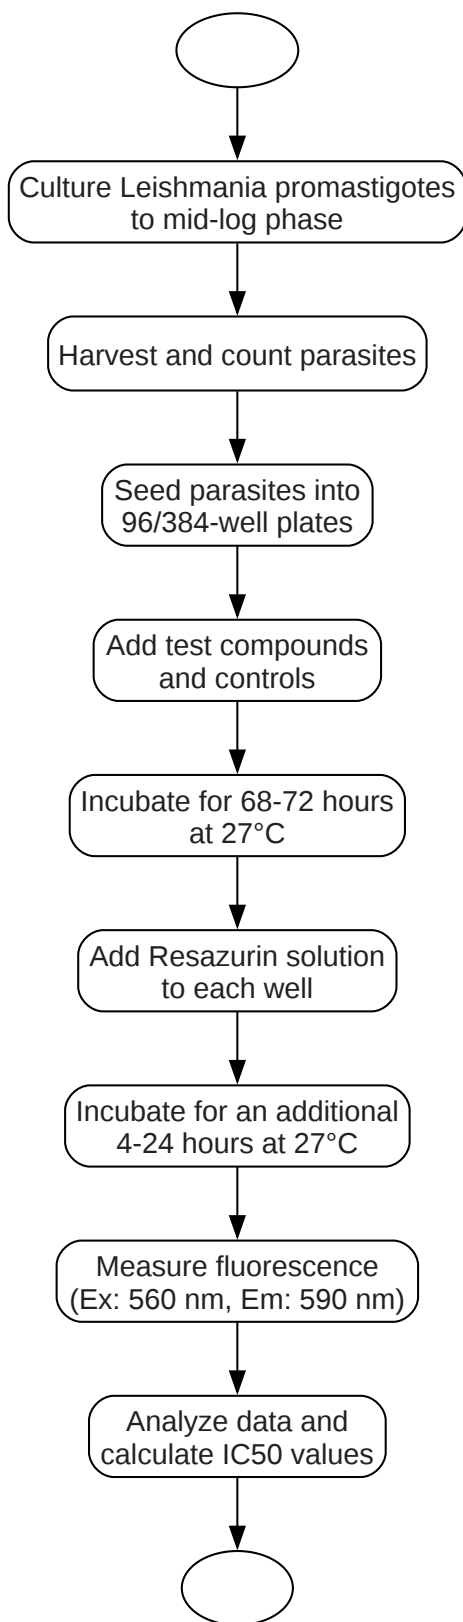 Culture Leishmania promastigotes
to mid-log phase
Harvest and count parasites
Seed parasites into
96/384-well plates
Add test compounds
and controls
Incubate for 68-72 hours
at 27°C
Add Resazurin solution
to each well
Incubate for an additional
4-24 hours at 27°C
Measure fluorescence
(Ex: 560 nm, Em: 590 nm)
Analyze data and
calculate IC50 values